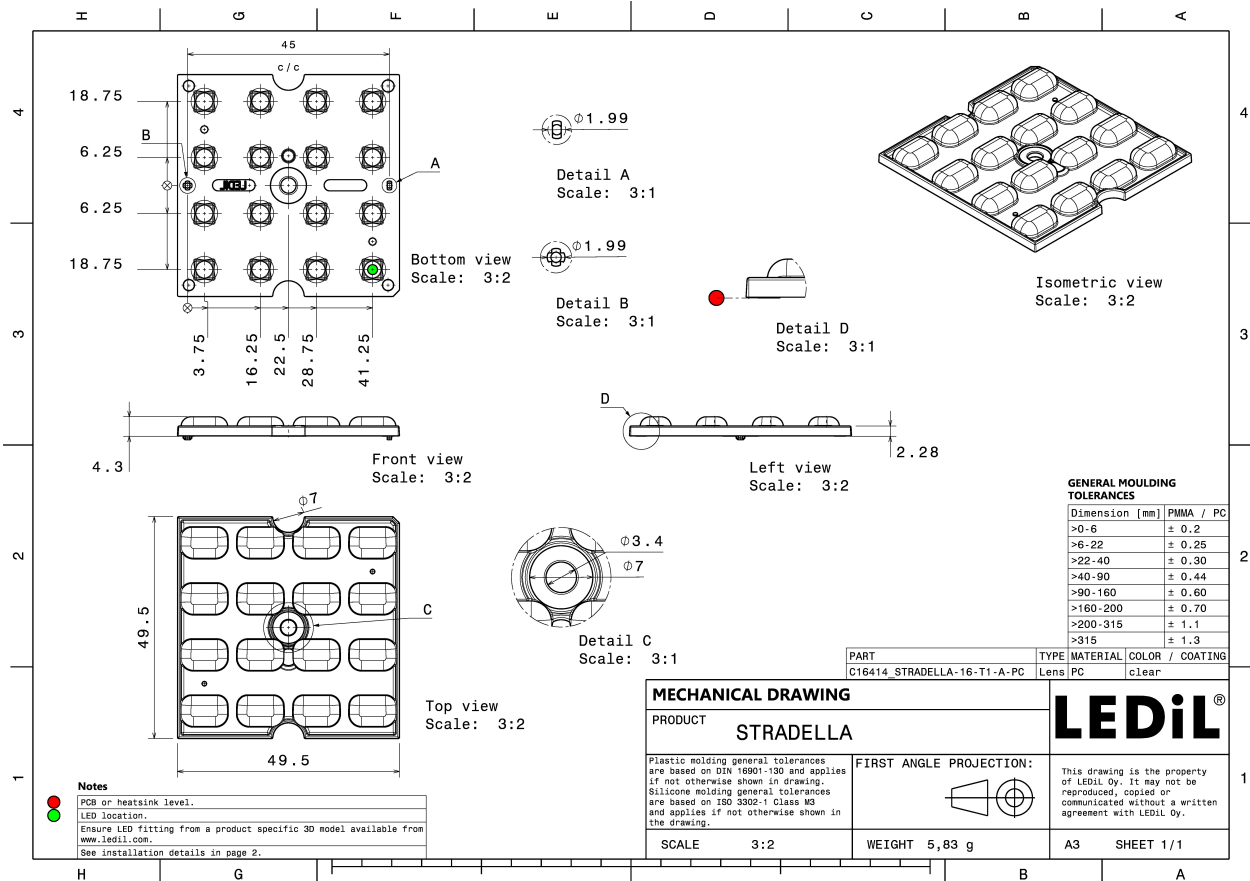 H G F E D C B A
4
45
c/c
18.75
B
6.25
6.25
18.75
LEDiL
A
Bottom view
Scale: 3:2
3.75
16.25
22.5
28.75
41.25
∅1.99
Detail A
Scale: 3:1
∅1.99
Detail B
Scale: 3:1
Detail D
Scale: 3:1
Isometric view
Scale: 3:2
4
3
3
4.3
Front view
Scale: 3:2
D
2.28
Left view
Scale: 3:2
2
2
∅7
49.5
C
49.5
Top view
Scale: 3:2
∅3.4
∅7
Detail C
Scale: 3:1
GENERAL MOULDING
TOLERANCES
Dimension [mm] PMMA / PC
>0-6 ± 0.2
>6-22 ± 0.25
>22-40 ± 0.30
>40-90 ± 0.44
>90-160 ± 0.60
>160-200 ± 0.70
>200-315 ± 1.1
>315 ± 1.3
PART TYPE MATERIAL COLOR / COATING
C16414_STRADELLA-16-T1-A-PC Lens PC clear
1
1
Notes
PCB or heatsink level.
LED location.
Ensure LED fitting from a product specific 3D model available from
www.ledil.com.
See installation details in page 2.
MECHANICAL DRAWING
PRODUCT
STRADELLA
LEDiL®
Plastic molding general tolerances
are based on DIN 16901-130 and applies
if not otherwise shown in drawing.
Silicone molding general tolerances
are based on ISO 3302-1 Class M3
and applies if not otherwise shown in
the drawing.
FIRST ANGLE PROJECTION:
This drawing is the property
of LEDiL Oy. It may not be
reproduced, copied or
communicated without a written
agreement with LEDiL Oy.
SCALE 3:2
WEIGHT 5,83 g
A3 SHEET 1/1
H G B A